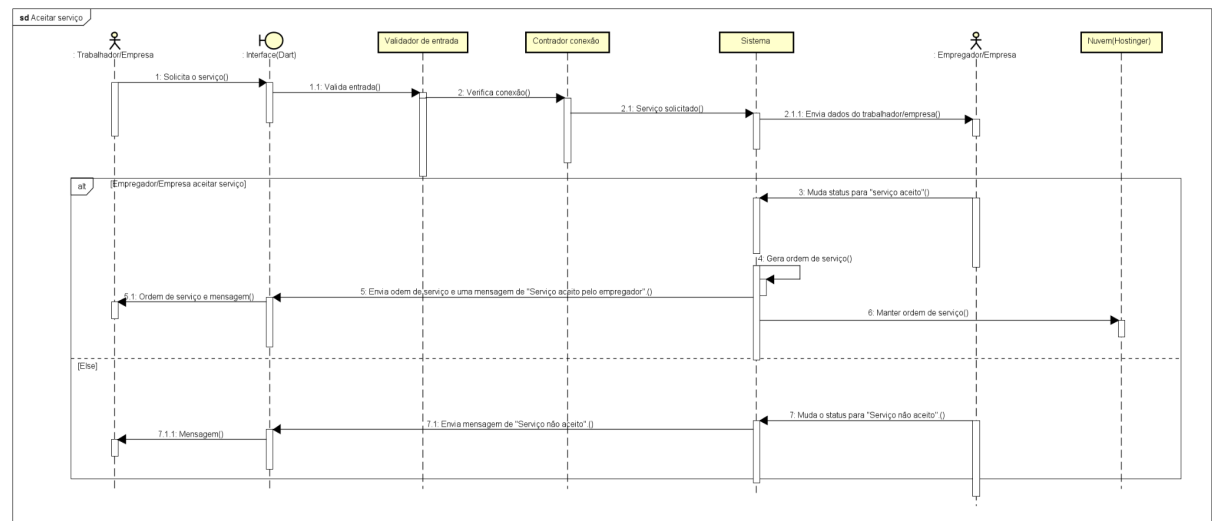 sd Aceitar serviço
: Trabalhador/Empresa
: Interface(Dart)
Validador de entrada
Contrador conexão
Sistema
: Empregador/Empresa
Nuvem(Hostinger)
1: Solicita o serviço()
1.1: Valida entrada()
2: Verifica conexão()
2.1: Serviço solicitado()
2.1.1: Envia dados do trabalhador/empresa()
alt
[Empregador/Empresa aceitar serviço]
3: Muda status para "serviço aceito"()
4: Gera ordem de serviço()
5: Envia odem de serviço e uma mensagem de "Serviço aceito pelo empregador".()
5.1: Ordem de serviço e mensagem()
6: Manter ordem de serviço()
[Else]
7: Muda o status para "Serviço não aceito".()
7.1: Envia mensagem de "Serviço não aceito".()
7.1.1: Mensagem()